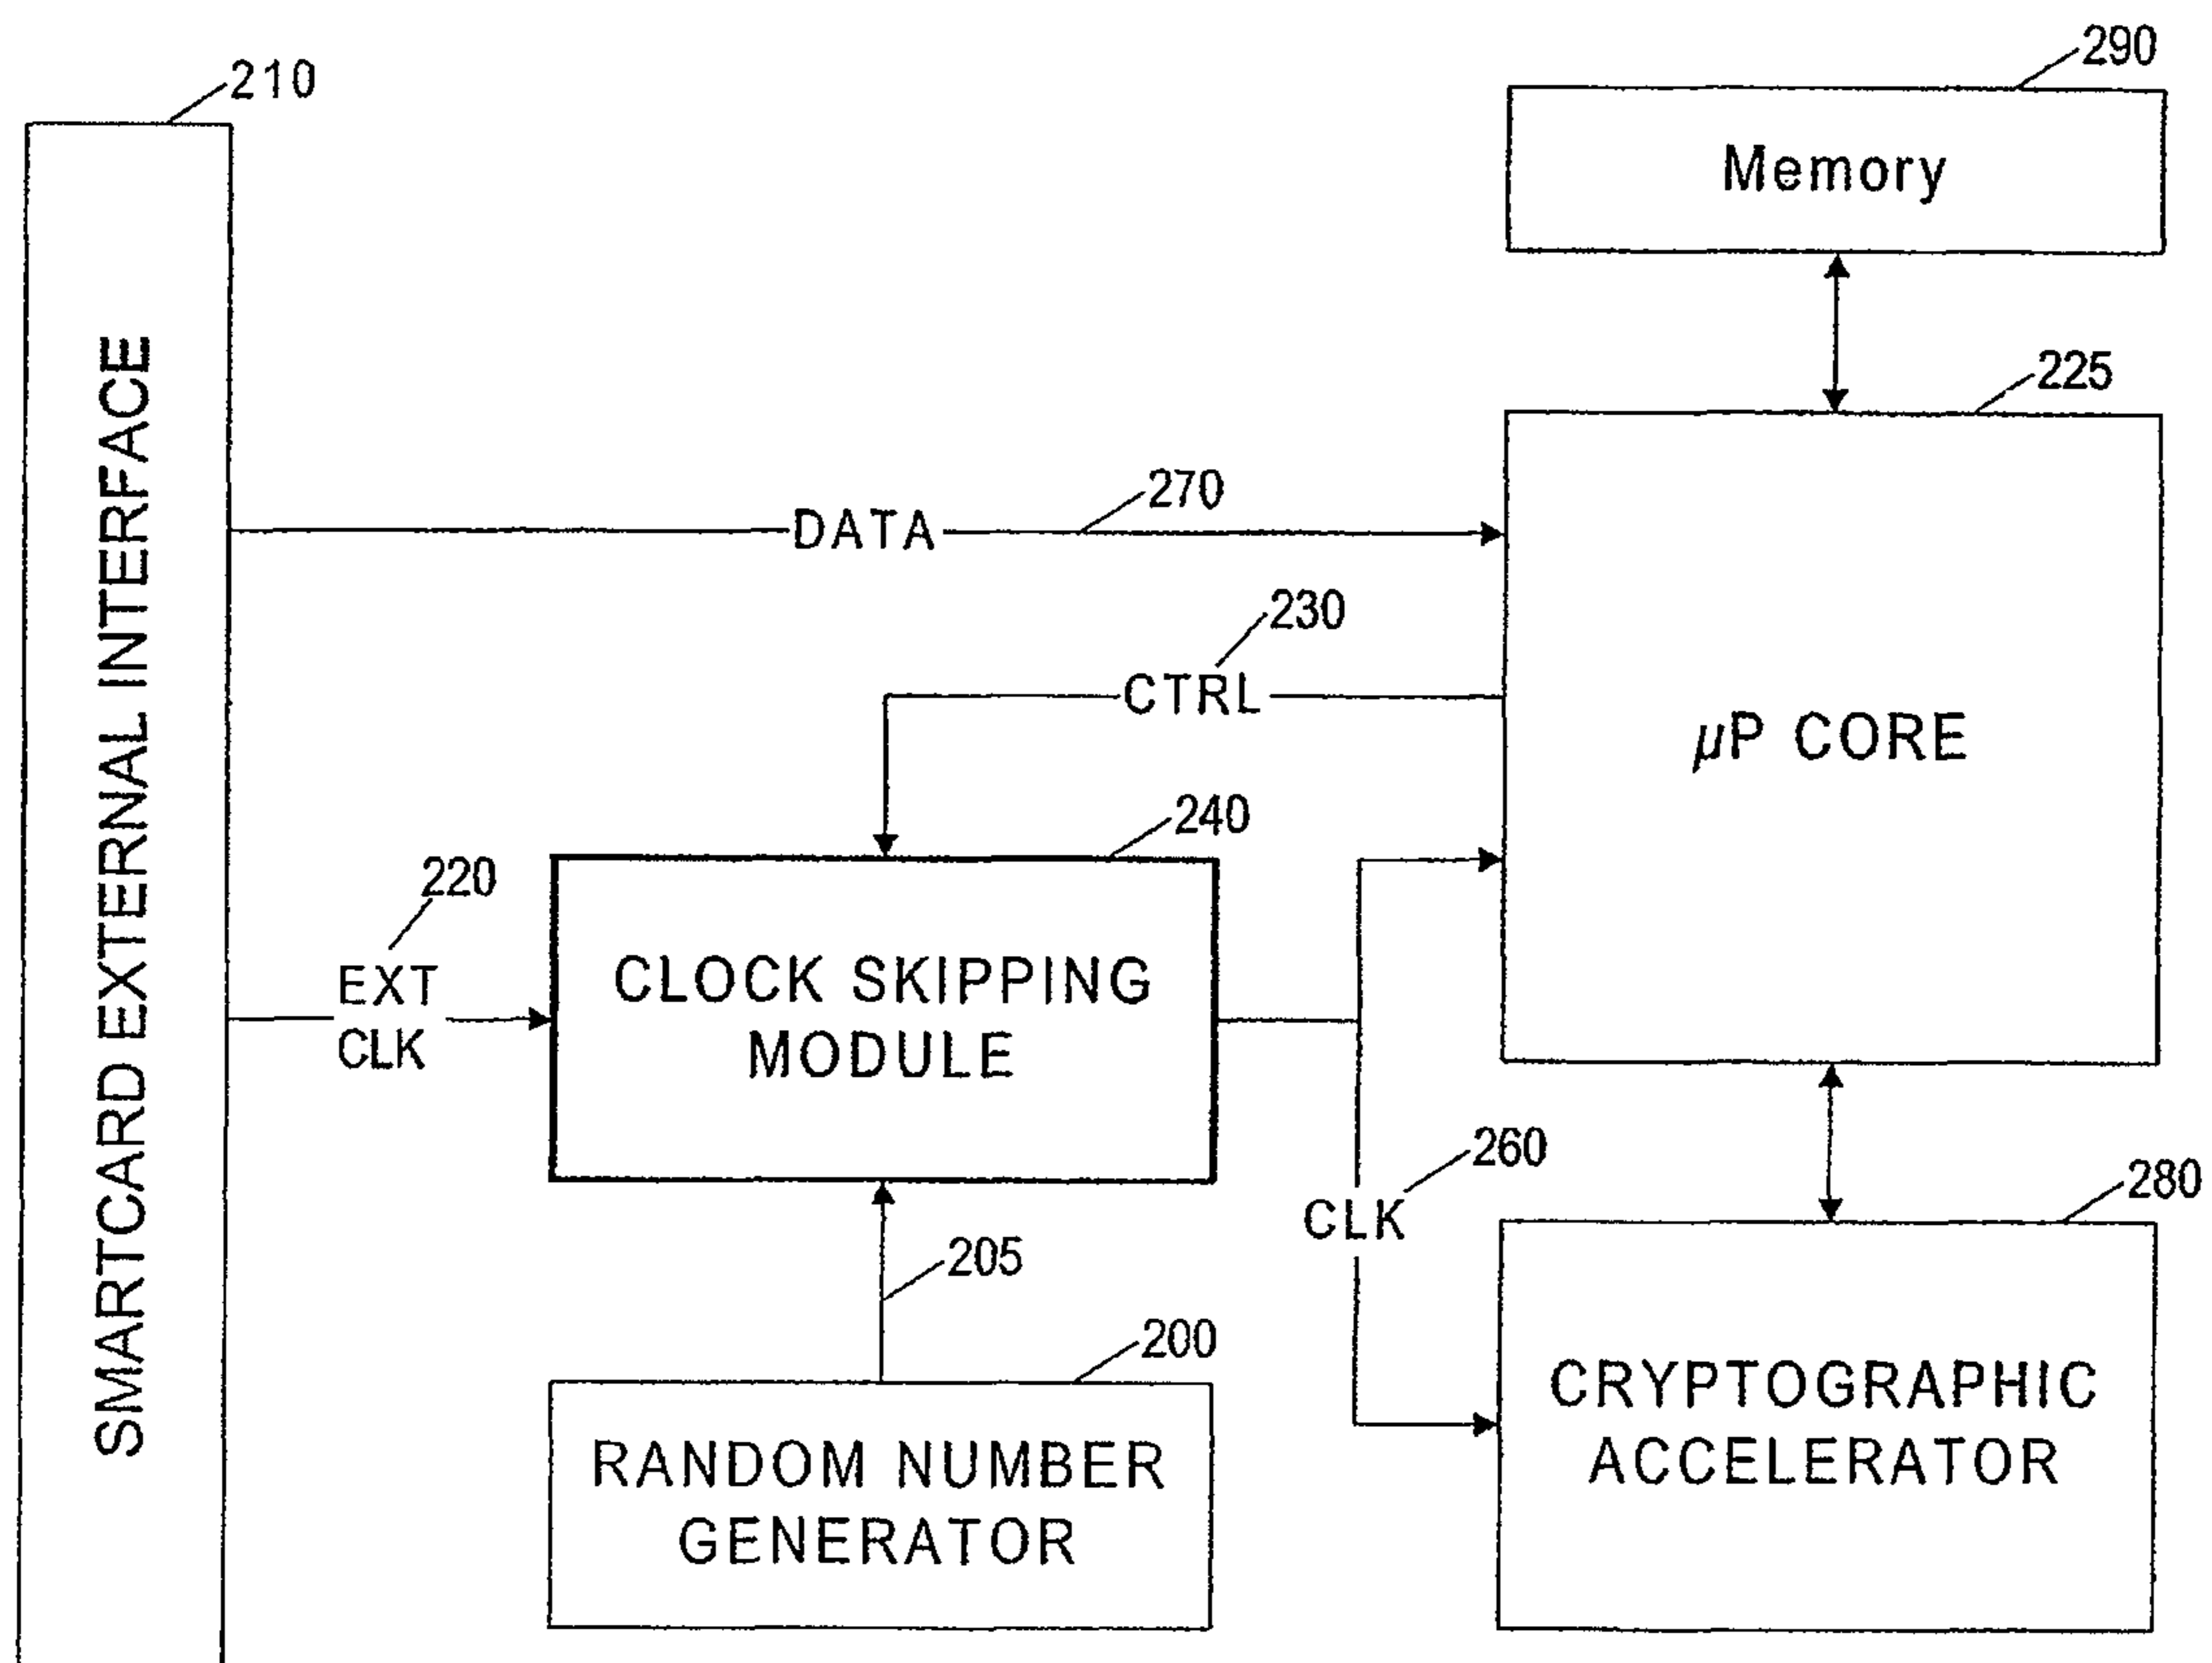 290
210
Memory
225
SMARTCARD EXTERNAL INTERFACE
270
DATA
230
CTRL
µP CORE
240
220
EXT
CLK
CLOCK SKIPPING
MODULE
260
CLK
280
205
200
RANDOM NUMBER
GENERATOR
CRYPTOGRAPHIC
ACCELERATOR